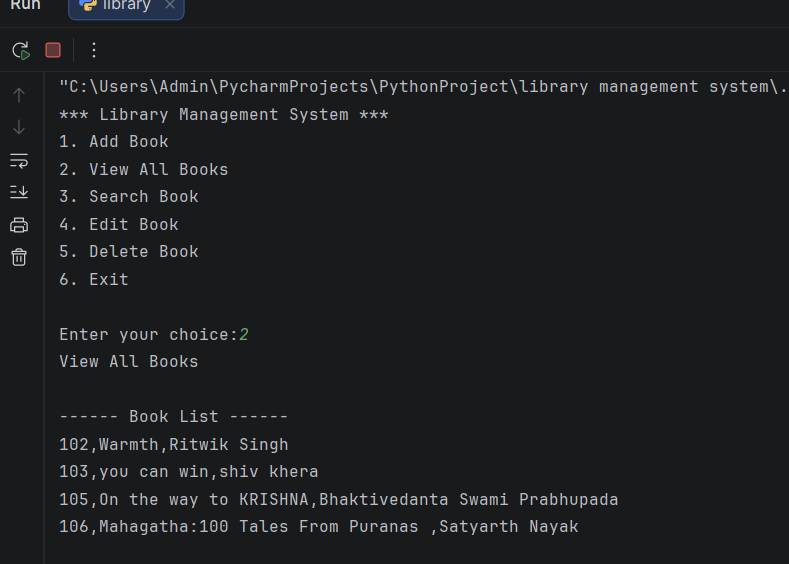 Run
library
"C:\Users\Admin\PycharmProjects\PythonProject\library management system\.
*** Library Management System ***
1. Add Book
2. View All Books
3. Search Book
4. Edit Book
5. Delete Book
6. Exit
Enter your choice:2
View All Books
------ Book List ------
102,Warmth,Ritwik Singh
103,you can win,shiv khera
105,On the way to KRISHNA,Bhaktivedanta Swami Prabhupada
106,Mahagatha:100 Tales From Puranas ,Satyarth Nayak